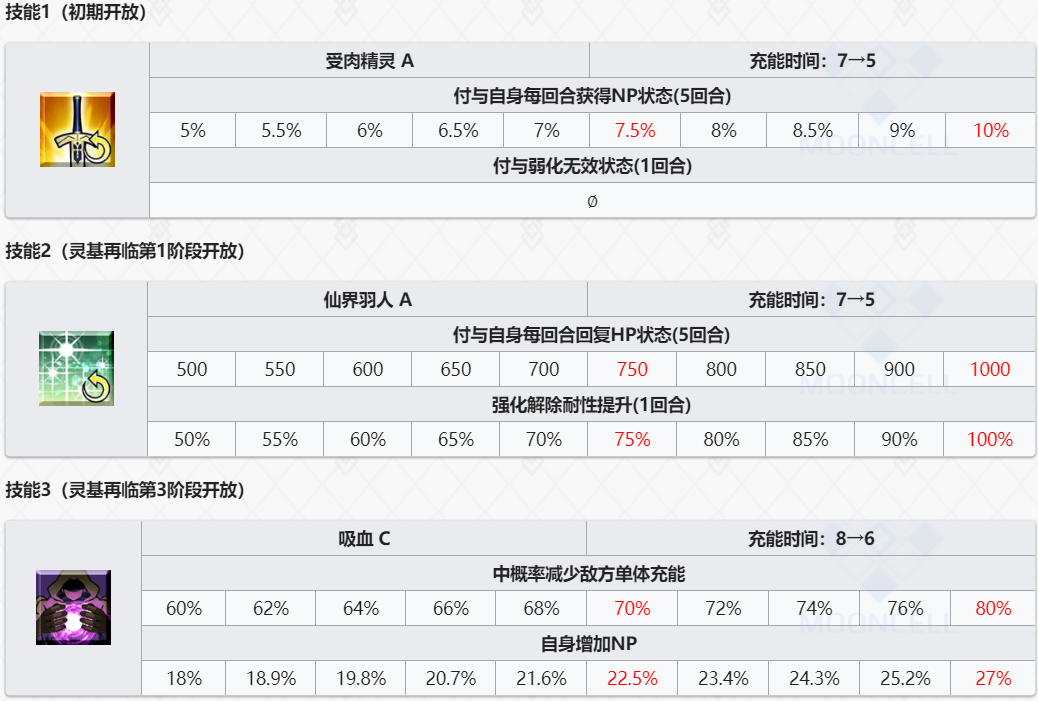 技能1（初期开放）
受肉精灵 A 充能时间：7→5
付与自身每回合获得NP状态(5回合)
5% 5.5% 6% 6.5% 7% 7.5% 8% 8.5% 9% 10%
付与弱化无效状态(1回合)
Ø
MOONCELL
技能2（灵基再临第1阶段开放）
仙界羽人 A 充能时间：7→5
付与自身每回合回复HP状态(5回合)
500 550 600 650 700 750 800 850 900 1000
强化解除耐性提升(1回合)
50% 55% 60% 65% 70% 75% 80% 85% 90% 100%
MOONCELL
技能3（灵基再临第3阶段开放）
吸血 C 充能时间：8→6
中概率减少敌方单体充能
60% 62% 64% 66% 68% 70% 72% 74% 76% 80%
自身增加NP
18% 18.9% 19.8% 20.7% 21.6% 22.5% 23.4% 24.3% 25.2% 27%
MOONCELL